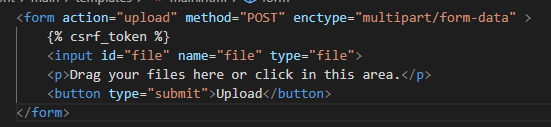 <form action="upload" method="POST" enctype="multipart/form-data" >
{% csrf_token %}
<input id="file" name="file" type="file">
<p>Drag your files here or click in this area.</p>
<button type="submit">Upload</button>
</form>